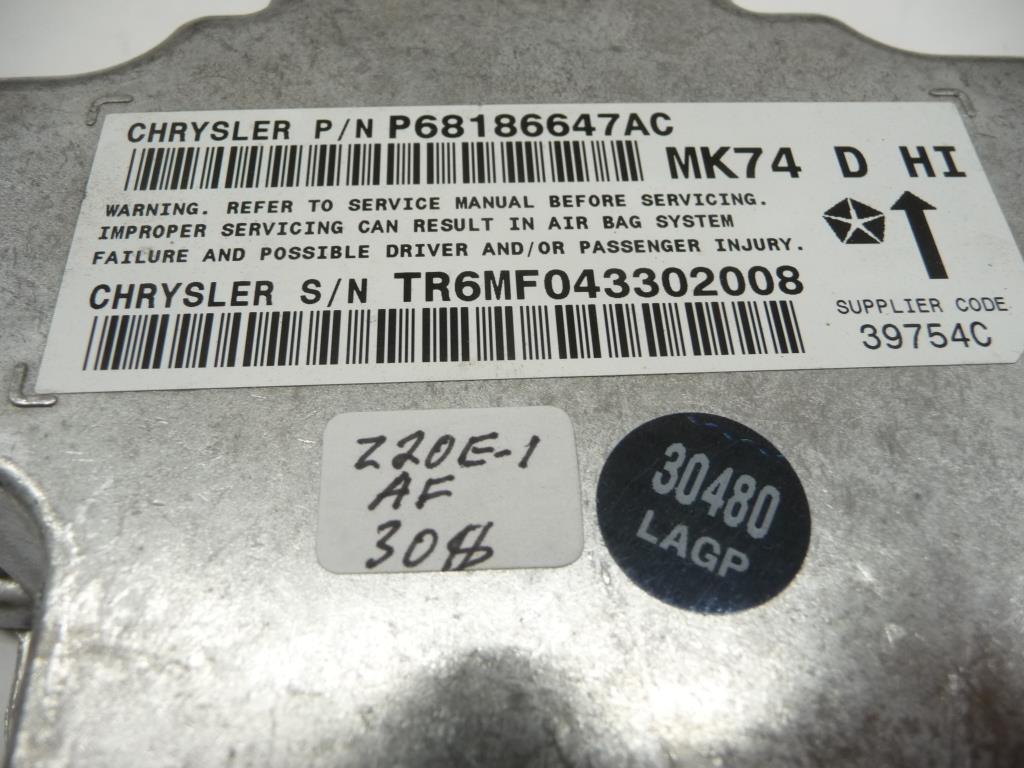 CHRYSLER P/N P68186647AC
MK74 D HI
WARNING. REFER TO SERVICE MANUAL BEFORE SERVICING.
IMPROPER SERVICING CAN RESULT IN AIR BAG SYSTEM
FAILURE AND POSSIBLE DRIVER AND/OR PASSENGER INJURY.
CHRYSLER S/N TR6MF043302008
SUPPLIER CODE
39754C
Z20E-1
AF
30480
LAGP